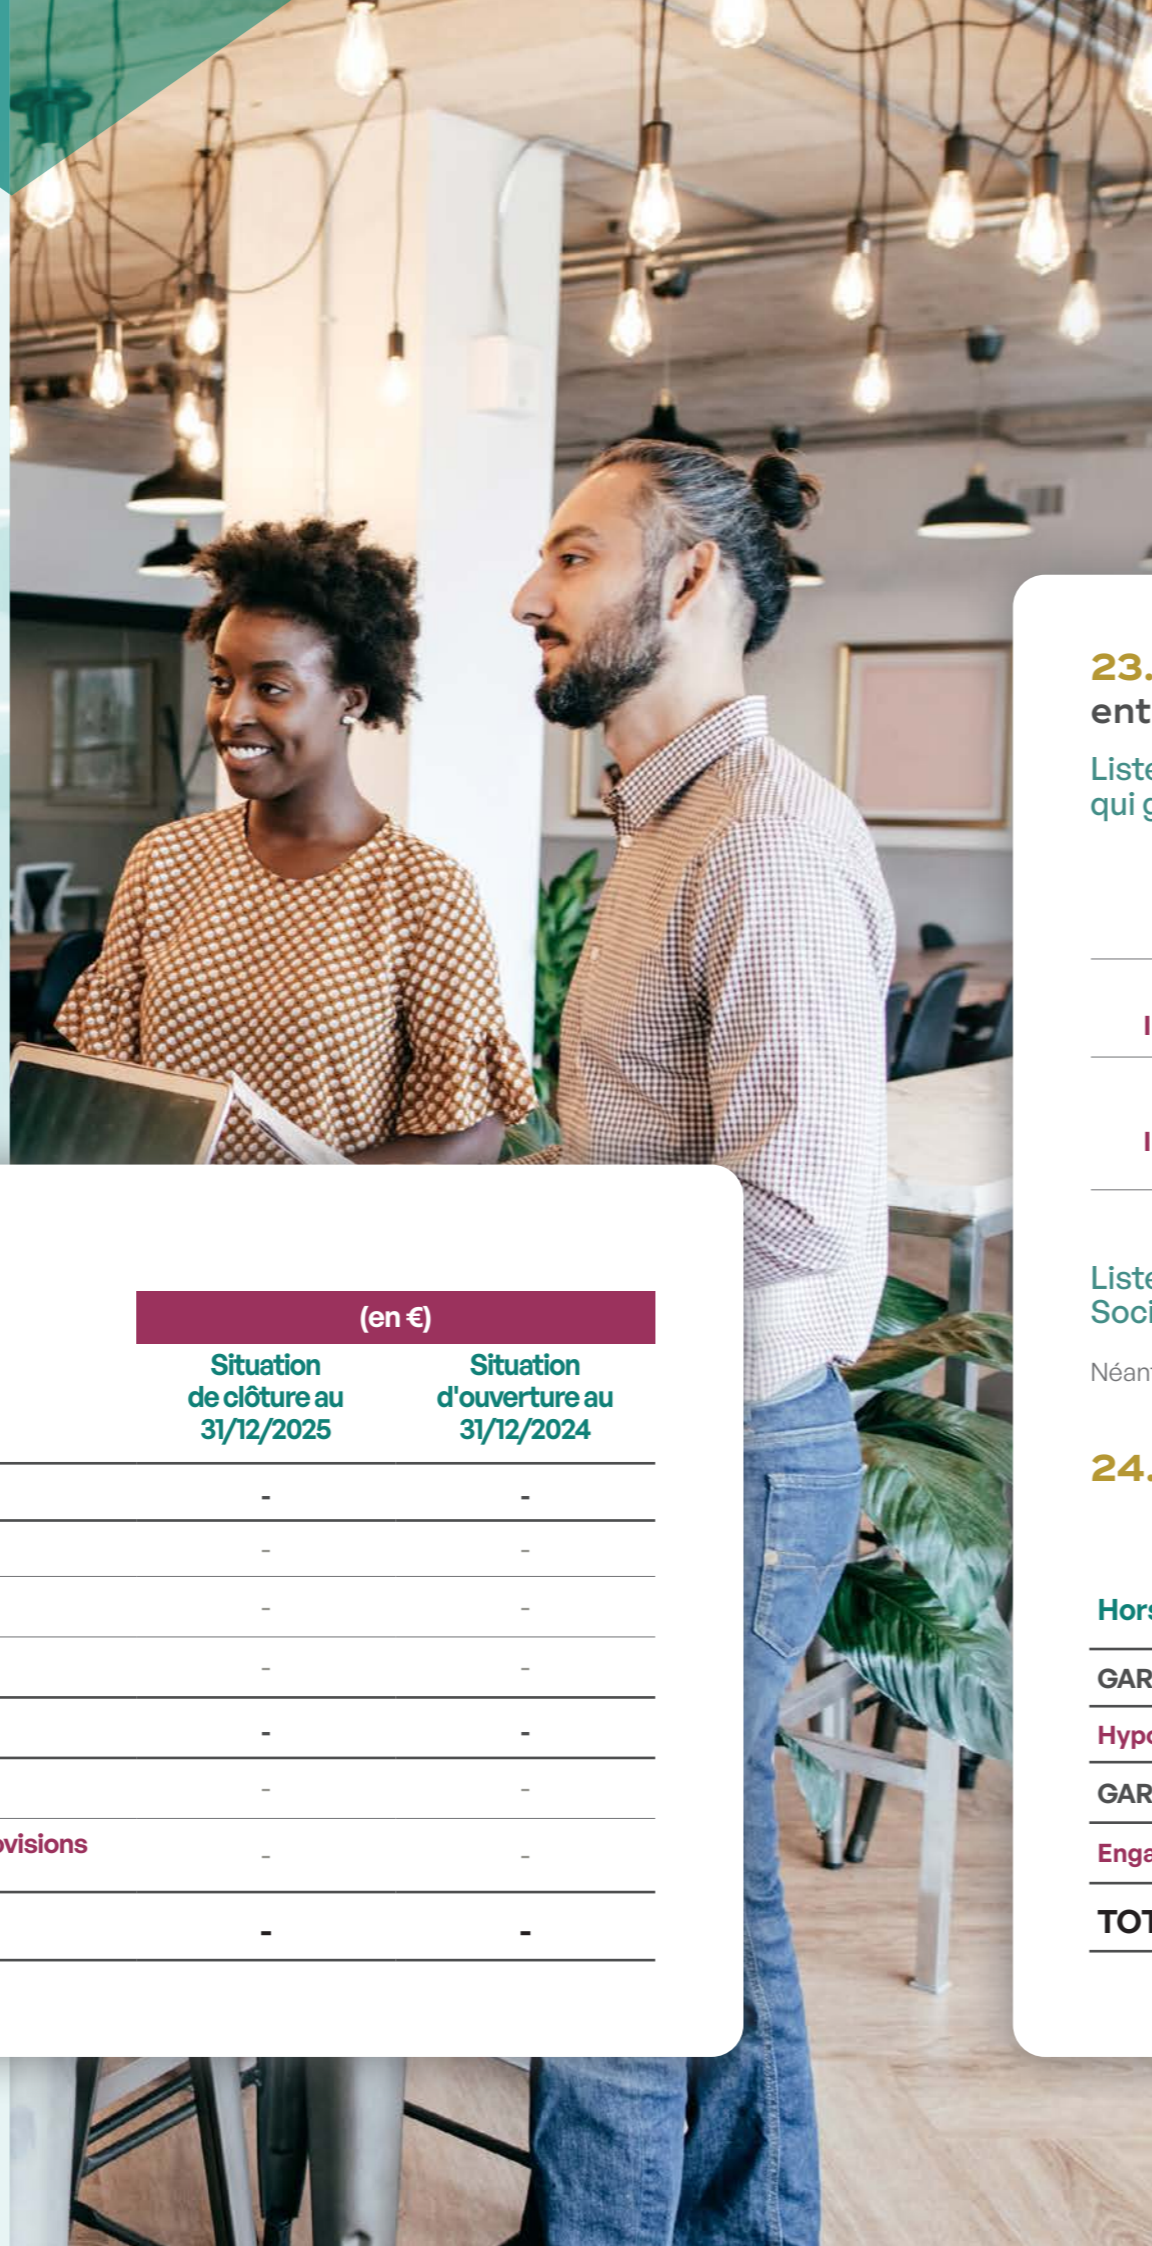 (en €)
Situation
de clôture au
31/12/2025
Situation
d'ouverture au
31/12/2024
- -
- -
- -
- -
- -
- -
ovisions - -
- -
23.
ent
Liste
qui g
I
I
Liste
Soci
Néant
24.
Hors
GAR
Hypo
GAR
Enga
TOT